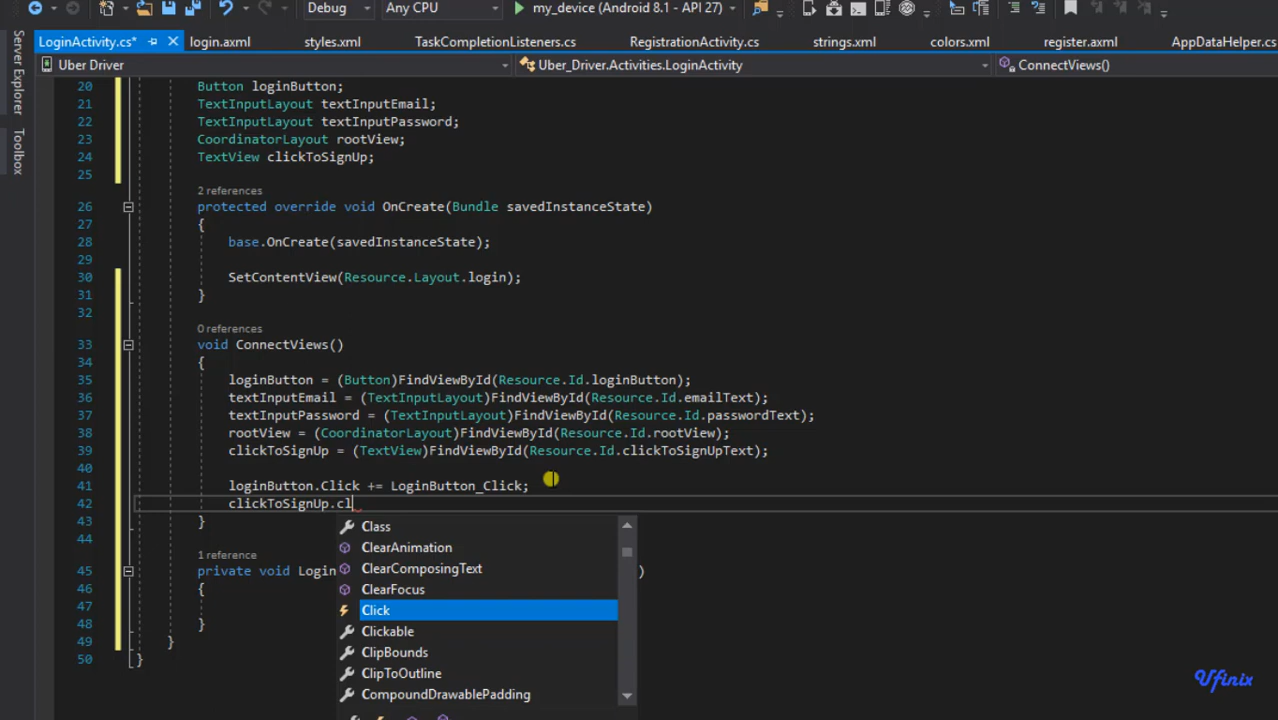 Debug Any CPU my_device (Android 8.1 - API 27)
LoginActivity.cs* login.axml styles.xml TaskCompletionListeners.cs RegistrationActivity.cs strings.xml colors.xml register.axml AppDataHelper.cs
Uber Driver Uber_Driver.Activities.LoginActivity ConnectViews()
Server Explorer
Toolbox
20 Button loginButton;
21 TextInputLayout textInputEmail;
22 TextInputLayout textInputPassword;
23 CoordinatorLayout rootView;
24 TextView clickToSignUp;
25
2 references
26 protected override void OnCreate(Bundle savedInstanceState)
27 {
28 base.OnCreate(savedInstanceState);
29
30 SetContentView(Resource.Layout.login);
31 }
32
0 references
33 void ConnectViews()
34 {
35 loginButton = (Button)FindViewById(Resource.Id.loginButton);
36 textInputEmail = (TextInputLayout)FindViewById(Resource.Id.emailText);
37 textInputPassword = (TextInputLayout)FindViewById(Resource.Id.passwordText);
38 rootView = (CoordinatorLayout)FindViewById(Resource.Id.rootView);
39 clickToSignUp = (TextView)FindViewById(Resource.Id.clickToSignUpText);
40
41 loginButton.Click += LoginButton_Click;
42 clickToSignUp.cl
43 }
44
1 reference
45 private void Login )
46 {
47
48 }
49 }
50 }
Class
ClearAnimation
ClearComposingText
ClearFocus
Click
Clickable
ClipBounds
ClipToOutline
CompoundDrawablePadding
Ufinix